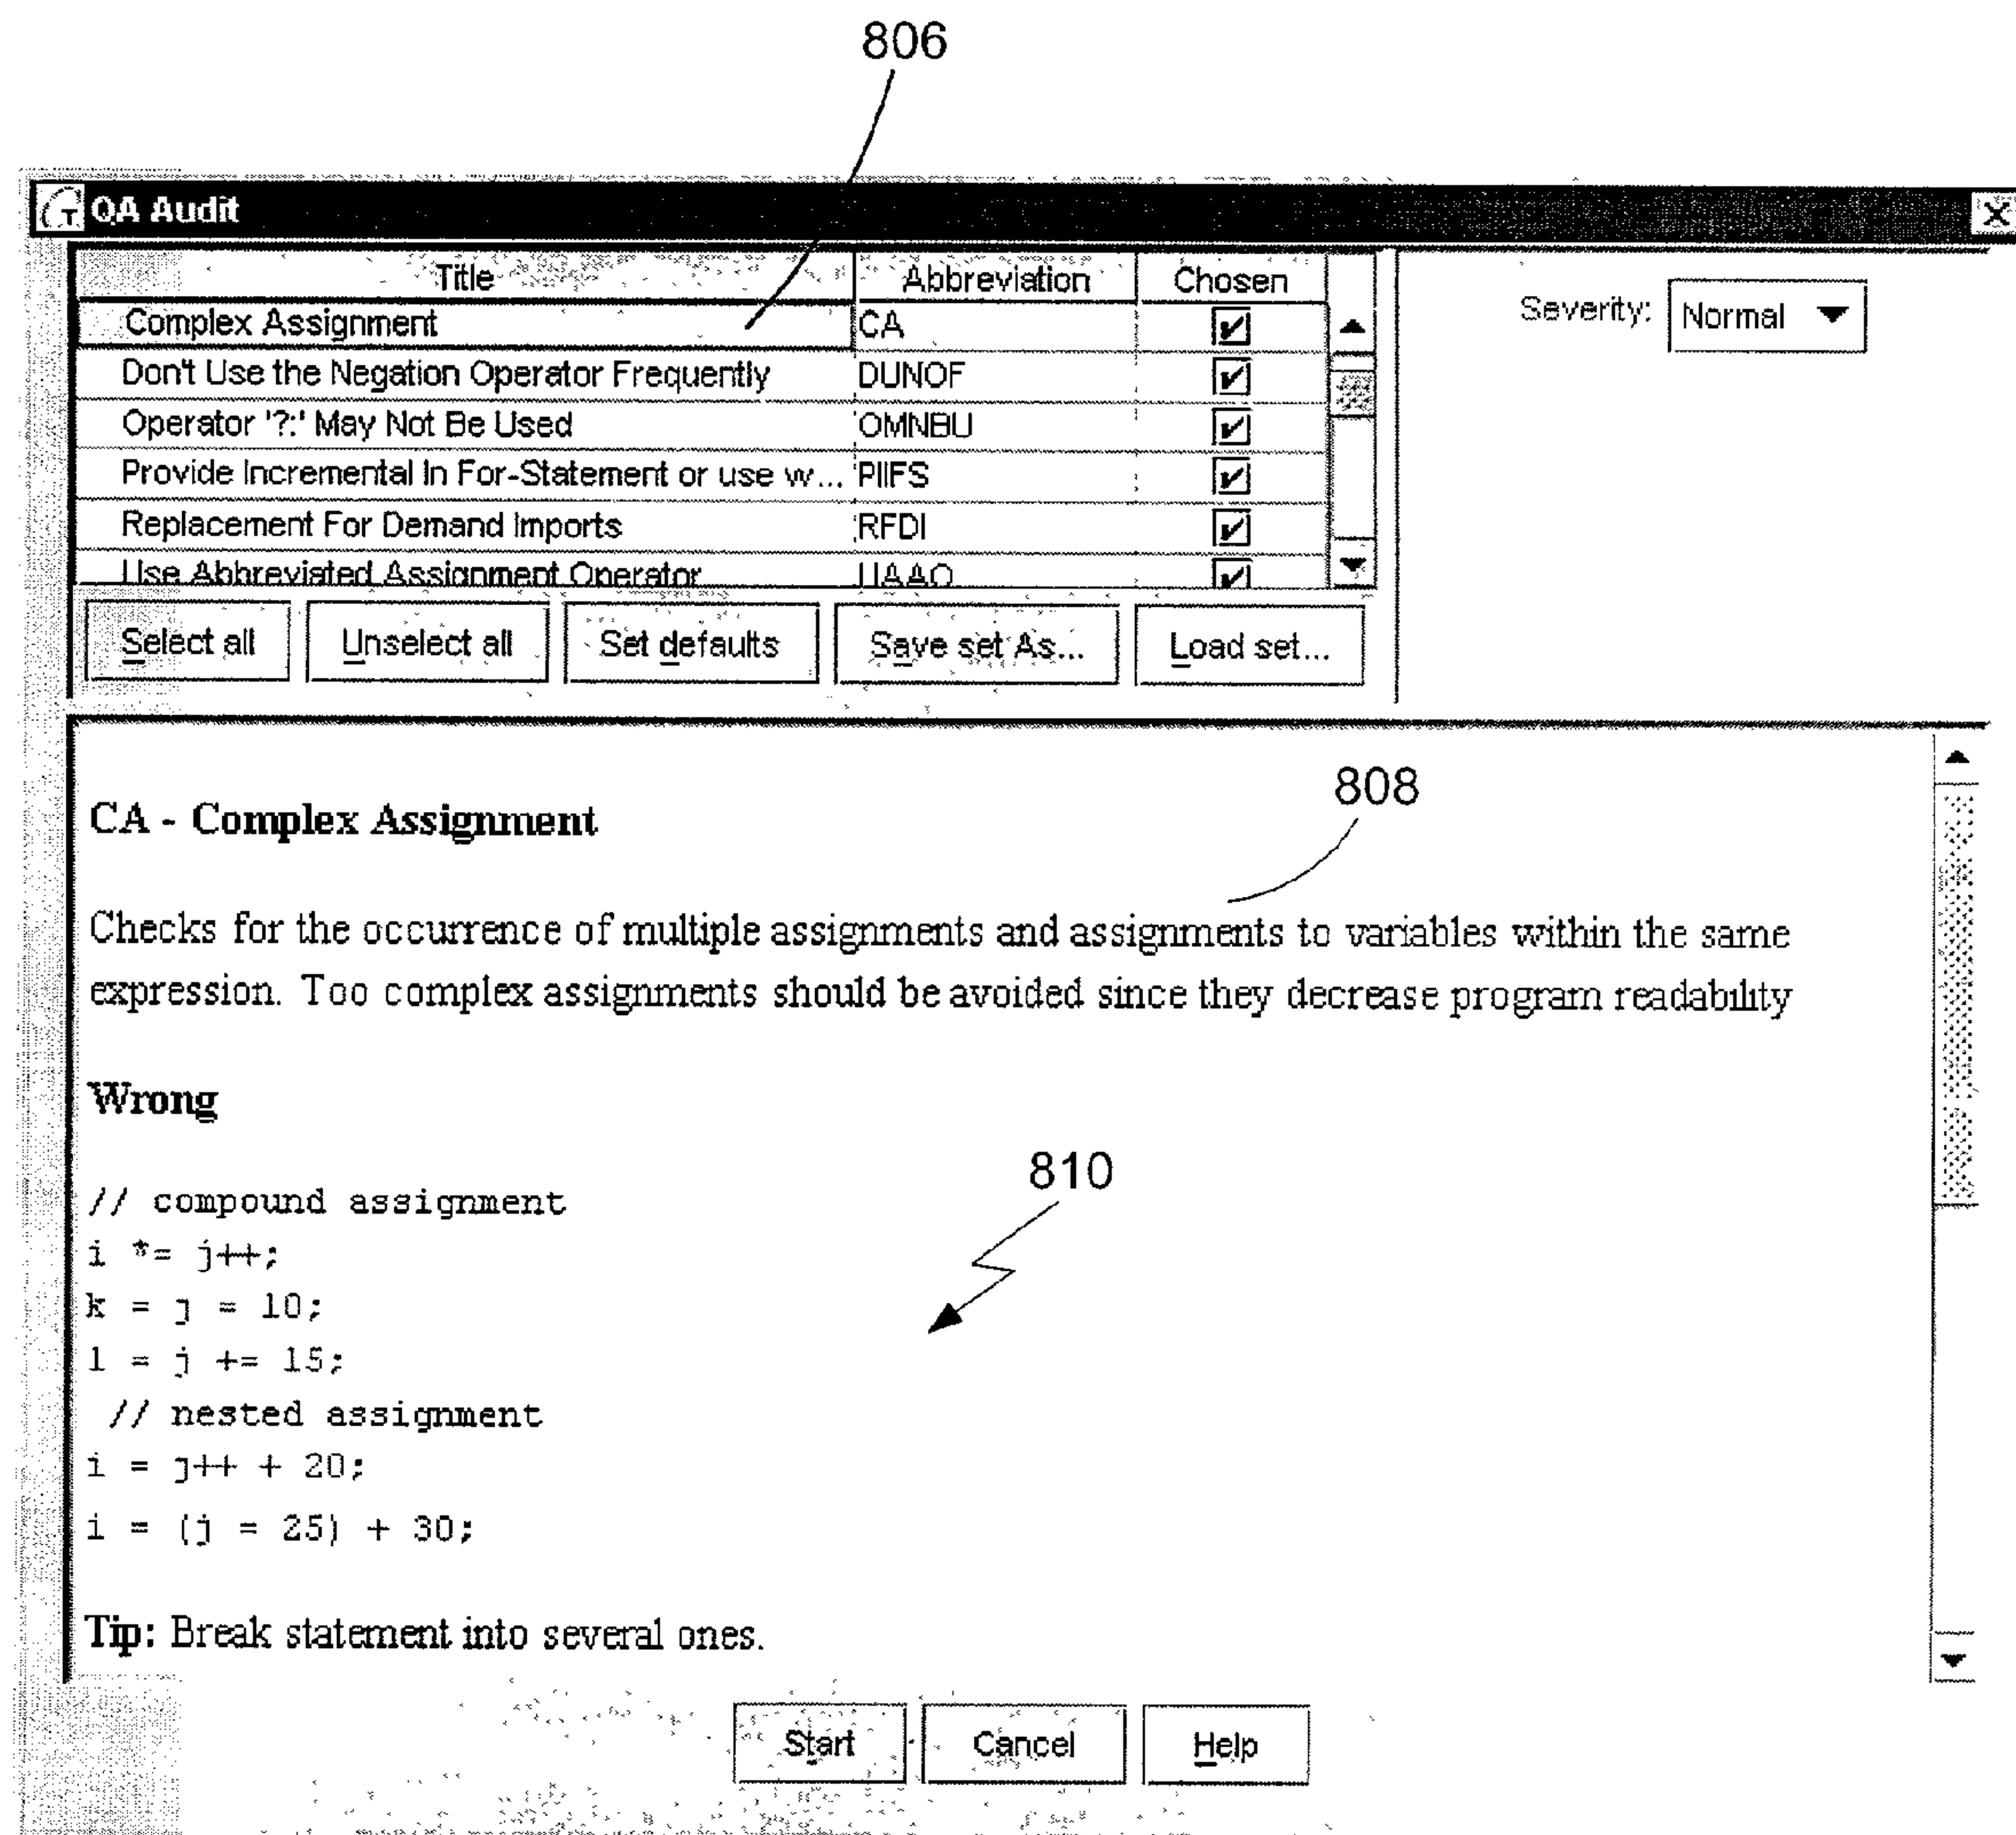 806
QA Audit
Title Abbreviation Chosen
Complex Assignment CA
Don't Use the Negation Operator Frequently DUNOF
Operator '?:' May Not Be Used OMNBU
Provide Incremental In For-Statement or use w... PIIFS
Replacement For Demand Imports RFDI
Use Abbreviated Assignment Operator UAAO
Severity: Normal
Select all Unselect all Set defaults Save set As... Load set...
808
CA - Complex Assignment
Checks for the occurrence of multiple assignments and assignments to variables within the same
expression. Too complex assignments should be avoided since they decrease program readability
Wrong
810
// compound assignment
i *= j++;
k = j = 10;
l = j += 15;
// nested assignment
i = j++ + 20;
i = (j = 25) + 30;
Tip: Break statement into several ones.
Start Cancel Help